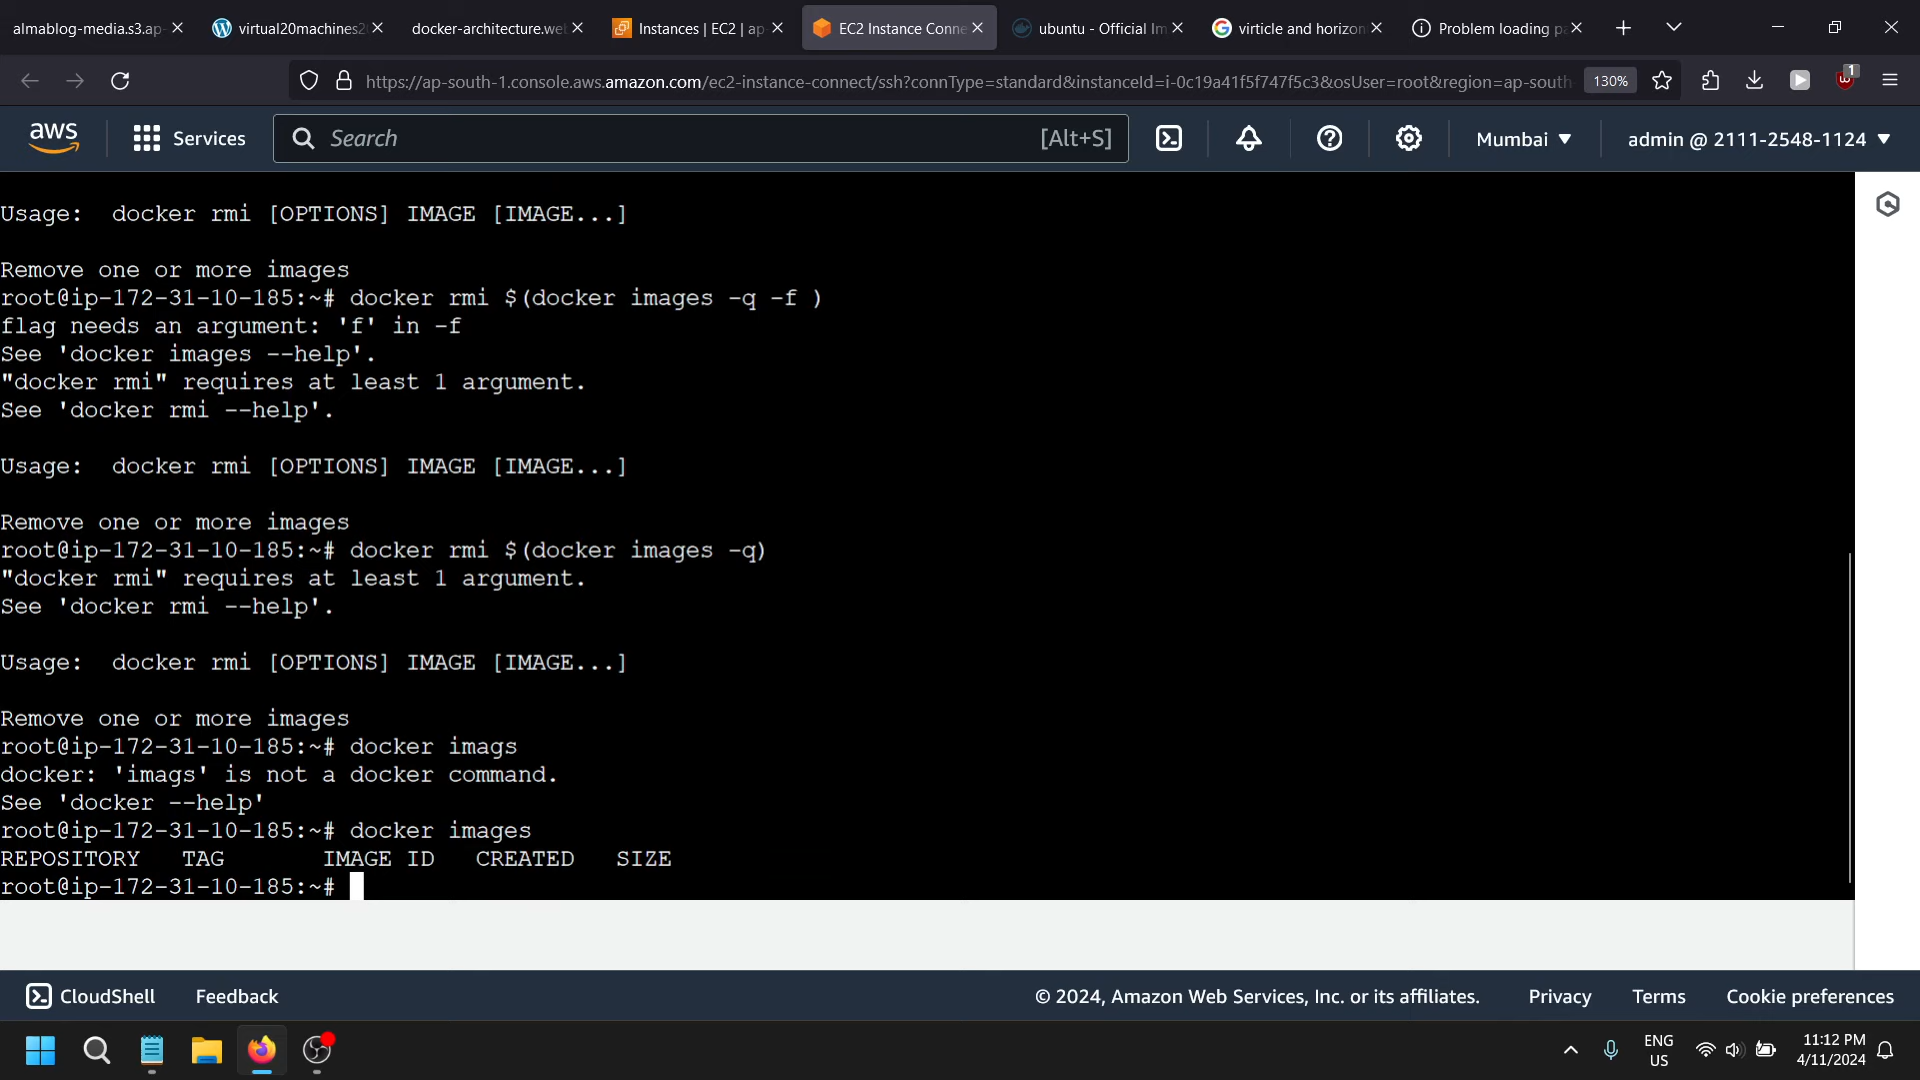 almablog-media.s3.ap-
virtual20machines2
docker-architecture.we
Instances | EC2 | ap
EC2 Instance Conne
ubuntu - Official Im
virticle and horizon
Problem loading pa
https://ap-south-1.console.aws.amazon.com/ec2-instance-connect/ssh?connType=standard&instanceId=i-0c19a41f5f747f5c3&osUser=root&region=ap-south-
130%
1
aws
Services
Search
[Alt+S]
Mumbai
admin @ 2111-2548-1124
Usage:  docker rmi [OPTIONS] IMAGE [IMAGE...]
Remove one or more images
root@ip-172-31-10-185:~# docker rmi $(docker images -q -f )
flag needs an argument: 'f' in -f
See 'docker images --help'.
"docker rmi" requires at least 1 argument.
See 'docker rmi --help'.
Usage:  docker rmi [OPTIONS] IMAGE [IMAGE...]
Remove one or more images
root@ip-172-31-10-185:~# docker rmi $(docker images -q)
"docker rmi" requires at least 1 argument.
See 'docker rmi --help'.
Usage:  docker rmi [OPTIONS] IMAGE [IMAGE...]
Remove one or more images
root@ip-172-31-10-185:~# docker imags
docker: 'imags' is not a docker command.
See 'docker --help'
root@ip-172-31-10-185:~# docker images
REPOSITORY   TAG       IMAGE ID   CREATED   SIZE
root@ip-172-31-10-185:~#
CloudShell
Feedback
© 2024, Amazon Web Services, Inc. or its affiliates.
Privacy
Terms
Cookie preferences
ENG
US
11:12 PM
4/11/2024